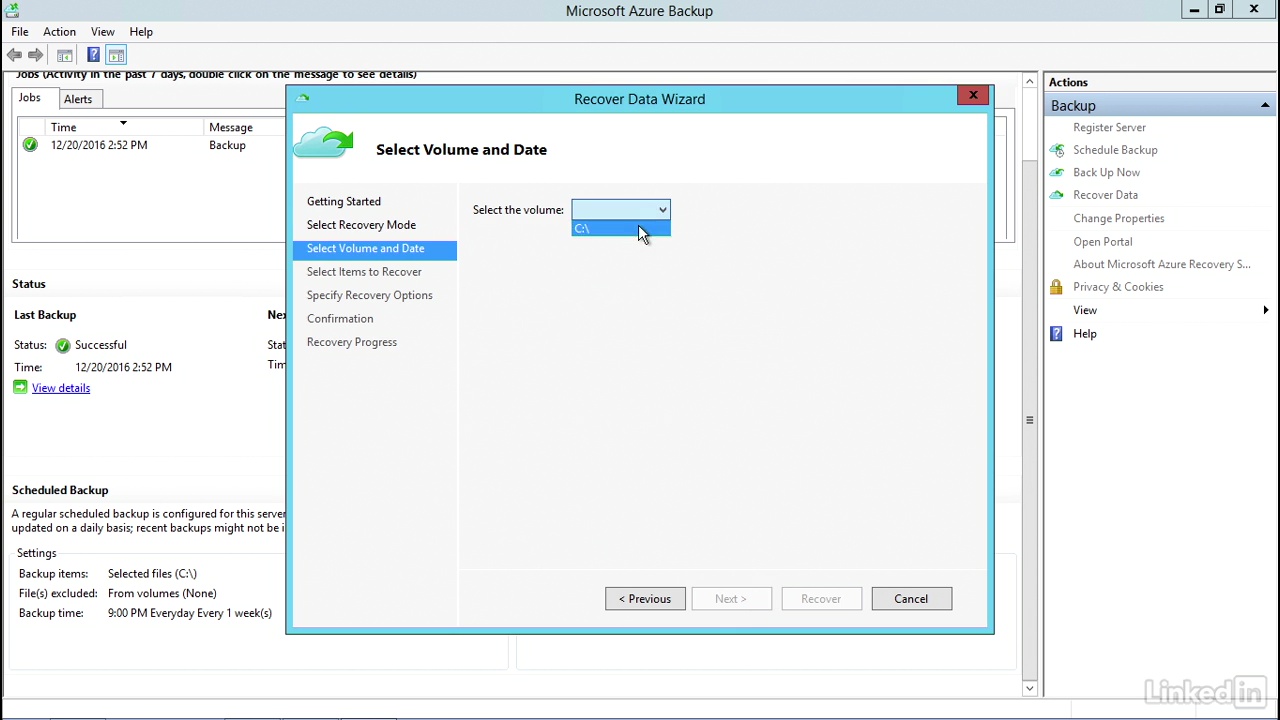 Microsoft Azure Backup
File Action View Help
Jobs (Activity in the past 7 days, double click on the message to see details)
Jobs Alerts
Time Message
12/20/2016 2:52 PM Backup
Status
Last Backup
Status: Successful
Time: 12/20/2016 2:52 PM
View details
Scheduled Backup
A regular scheduled backup is configured for this serve
updated on a daily basis; recent backups might not be i
Settings
Backup items: Selected files (C:\)
File(s) excluded: From volumes (None)
Backup time: 9:00 PM Everyday Every 1 week(s)
Recover Data Wizard
Select Volume and Date
Getting Started
Select Recovery Mode
Select Volume and Date
Select Items to Recover
Specify Recovery Options
Confirmation
Recovery Progress
Select the volume:
C:\
< Previous Next > Recover Cancel
Actions
Backup
Register Server
Schedule Backup
Back Up Now
Recover Data
Change Properties
Open Portal
About Microsoft Azure Recovery S...
Privacy & Cookies
View
Help
Linked in